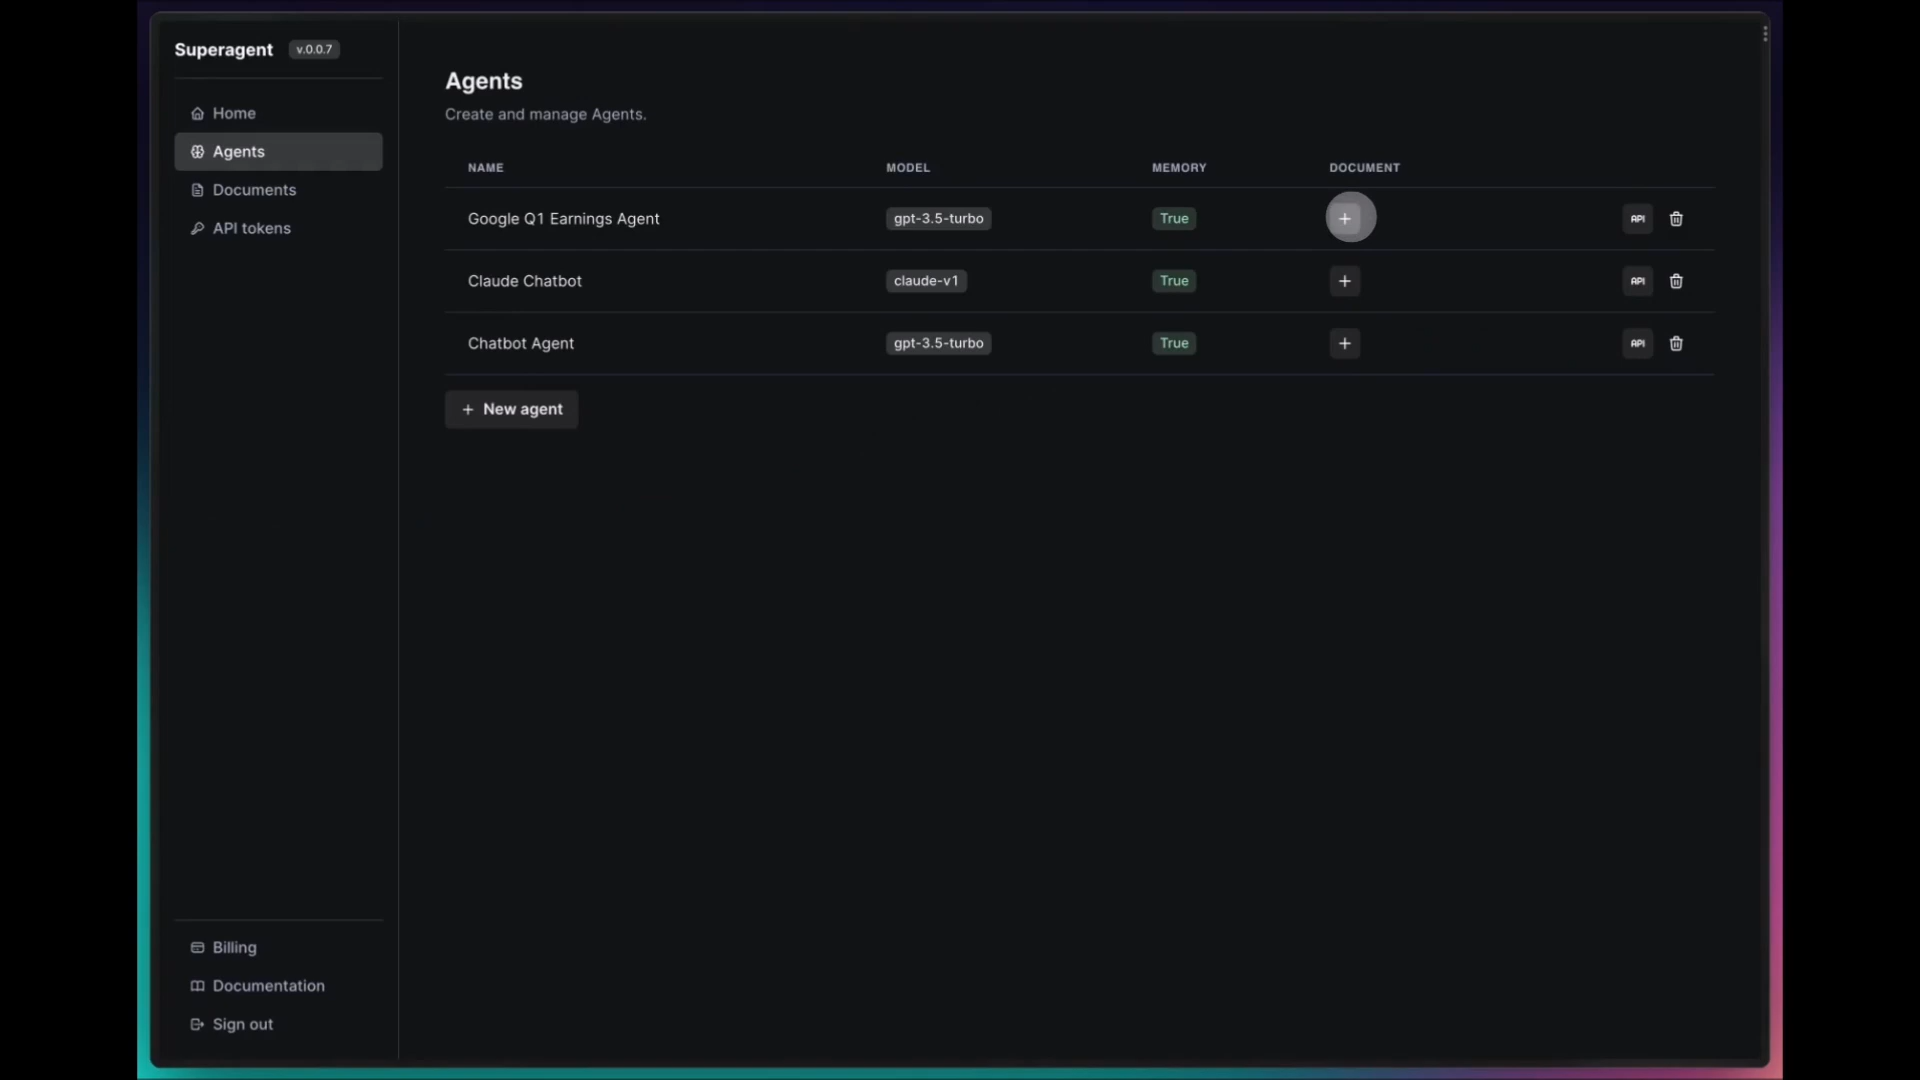 Superagent v.0.0.7
Home
Agents
Documents
API tokens
Billing
Documentation
Sign out
Agents
Create and manage Agents.
NAME MODEL MEMORY DOCUMENT
Google Q1 Earnings Agent gpt-3.5-turbo True + API
Claude Chatbot claude-v1 True + API
Chatbot Agent gpt-3.5-turbo True + API
+ New agent